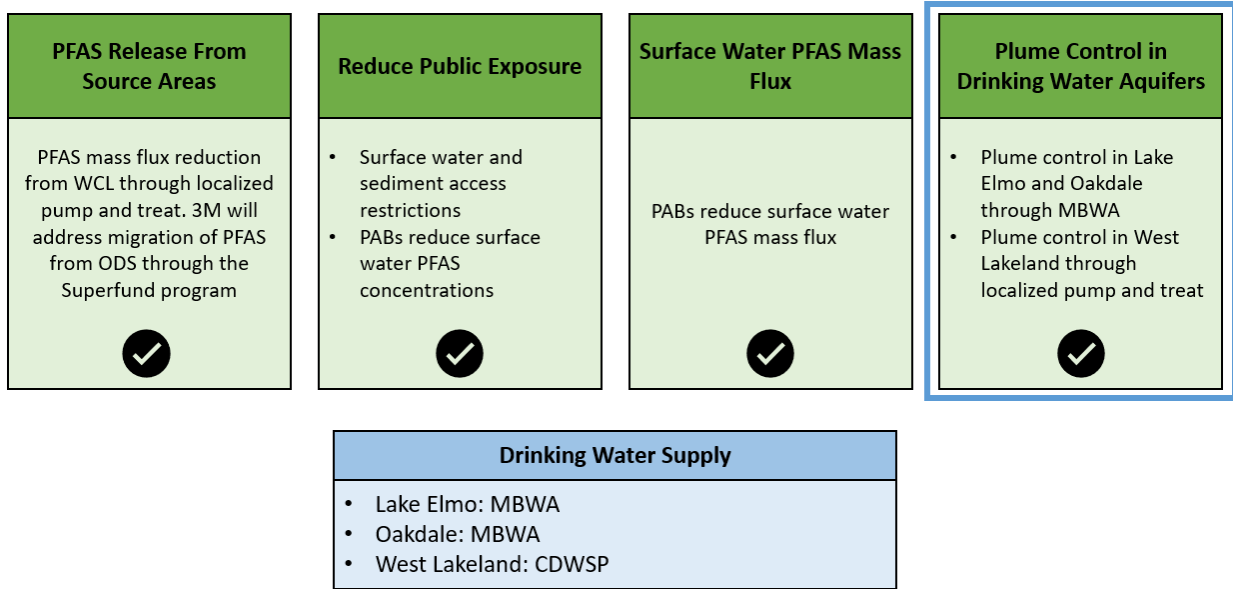 PFAS Release From
Source Areas
PFAS mass flux reduction
from WCL through localized
pump and treat. 3M will
address migration of PFAS
from ODS through the
Superfund program
Reduce Public Exposure
• Surface water and
sediment access
restrictions
• PABs reduce surface
water PFAS
concentrations
Surface Water PFAS Mass
Flux
PABs reduce surface water
PFAS mass flux
Plume Control in
Drinking Water Aquifers
• Plume control in Lake
Elmo and Oakdale
through MBWA
• Plume control in West
Lakeland through
localized pump and treat
Drinking Water Supply
• Lake Elmo: MBWA
• Oakdale: MBWA
• West Lakeland: CDWSP